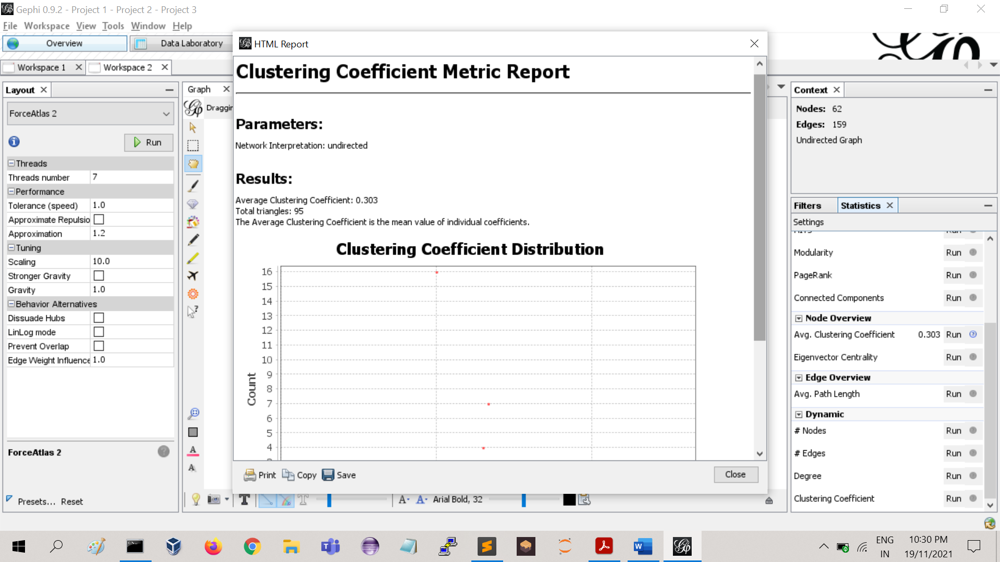 Gephi 0.9.2 - Project 1 - Project 2 - Project 3
File Workspace View Tools Window Help
Overview
Data Laboratory
Workspace 1
Workspace 2
Layout
ForceAtlas 2
Run
Threads
Threads number 7
Performance
Tolerance (speed) 1.0
Approximate Repulsio
Approximation 1.2
Tuning
Scaling 10.0
Stronger Gravity
Gravity 1.0
Behavior Alternatives
Dissuade Hubs
LinLog mode
Prevent Overlap
Edge Weight Influence 1.0
ForceAtlas 2
Presets... Reset
Graph
Draggin
HTML Report
Clustering Coefficient Metric Report
Parameters:
Network Interpretation: undirected
Results:
Average Clustering Coefficient: 0.303
Total triangles: 95
The Average Clustering Coefficient is the mean value of individual coefficients.
Clustering Coefficient Distribution
16
15
14
13
12
11
10
9
8
7
6
5
4
Count
Print Copy Save
Close
Arial Bold, 32
Context
Nodes: 62
Edges: 159
Undirected Graph
Filters
Statistics
Settings
Modularity Run
PageRank Run
Connected Components Run
Node Overview
Avg. Clustering Coefficient 0.303 Run
Eigenvector Centrality Run
Edge Overview
Avg. Path Length Run
Dynamic
# Nodes Run
# Edges Run
Degree Run
Clustering Coefficient Run
ENG
IN
10:30 PM
19/11/2021